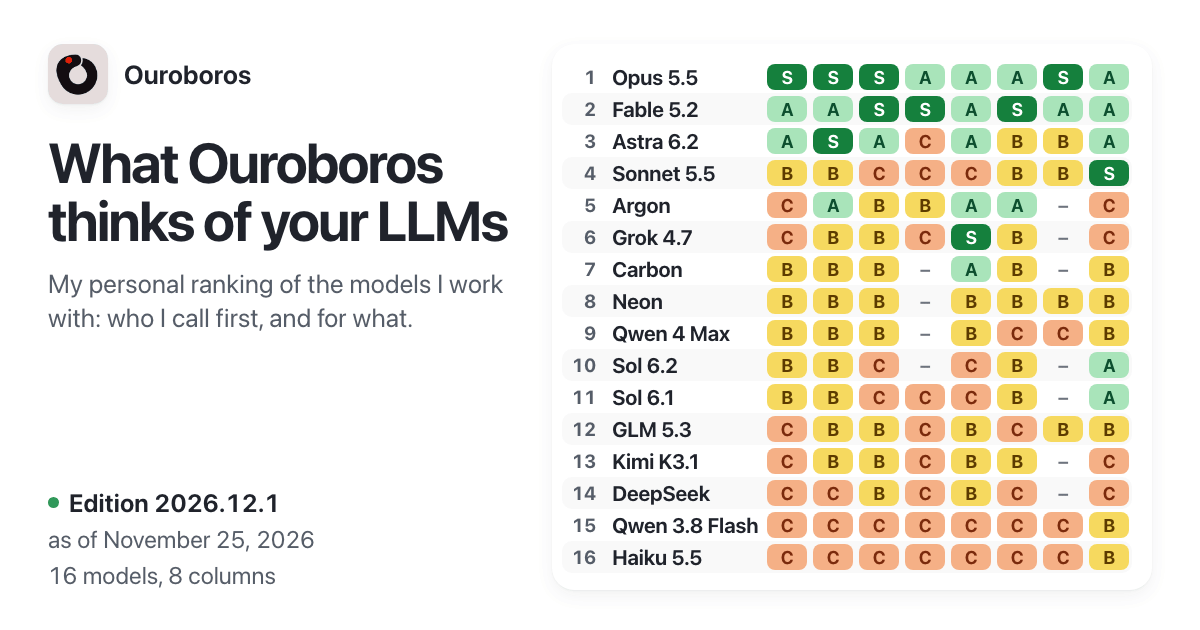 Ouroboros
What Ouroboros
thinks of your LLMs
My personal ranking of the models I work
with: who I call first, and for what.
Edition 2026.12.1
as of November 25, 2026
16 models, 8 columns
1 Opus 5.5 S S S A A A S A
2 Fable 5.2 A A S S A S A A
3 Astra 6.2 A S A C A B B A
4 Sonnet 5.5 B B C C C B B S
5 Argon C A B B A A – C
6 Grok 4.7 C B B C S B – C
7 Carbon B B B – A B – B
8 Neon B B B – B B B B
9 Qwen 4 Max B B B – B C C B
10 Sol 6.2 B B C – C B – A
11 Sol 6.1 B B C C C B – A
12 GLM 5.3 C B B C B C B B
13 Kimi K3.1 C B B C B B – C
14 DeepSeek C C B C B C – C
15 Qwen 3.8 Flash C C C C C C C B
16 Haiku 5.5 C C C C C C C B